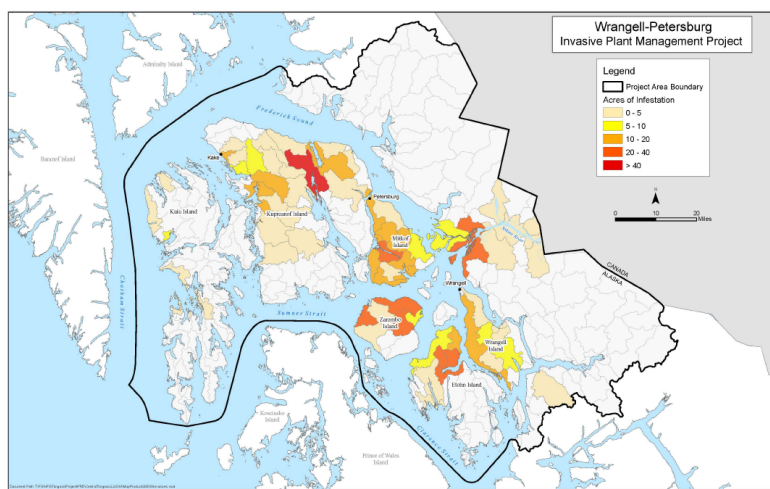 Wrangell-Petersburg
Invasive Plant Management Project
Legend
Project Area Boundary
Acres of Infestation
0 - 5
5 - 10
10 - 20
20 - 40
> 40
N
0
10
20
Miles
Admiralty Island
Baranof Island
Frederick Sound
Kake
Kuiu Island
Kupreanof Island
Petersburg
Mitkof
Island
CANADA
ALASKA
Wrangell
Chatham Strait
Sumner Strait
Zarembo
Island
Wrangell
Island
Etolin Island
Kosciusko
Island
Prince of Wales
Island
Clarence Strait